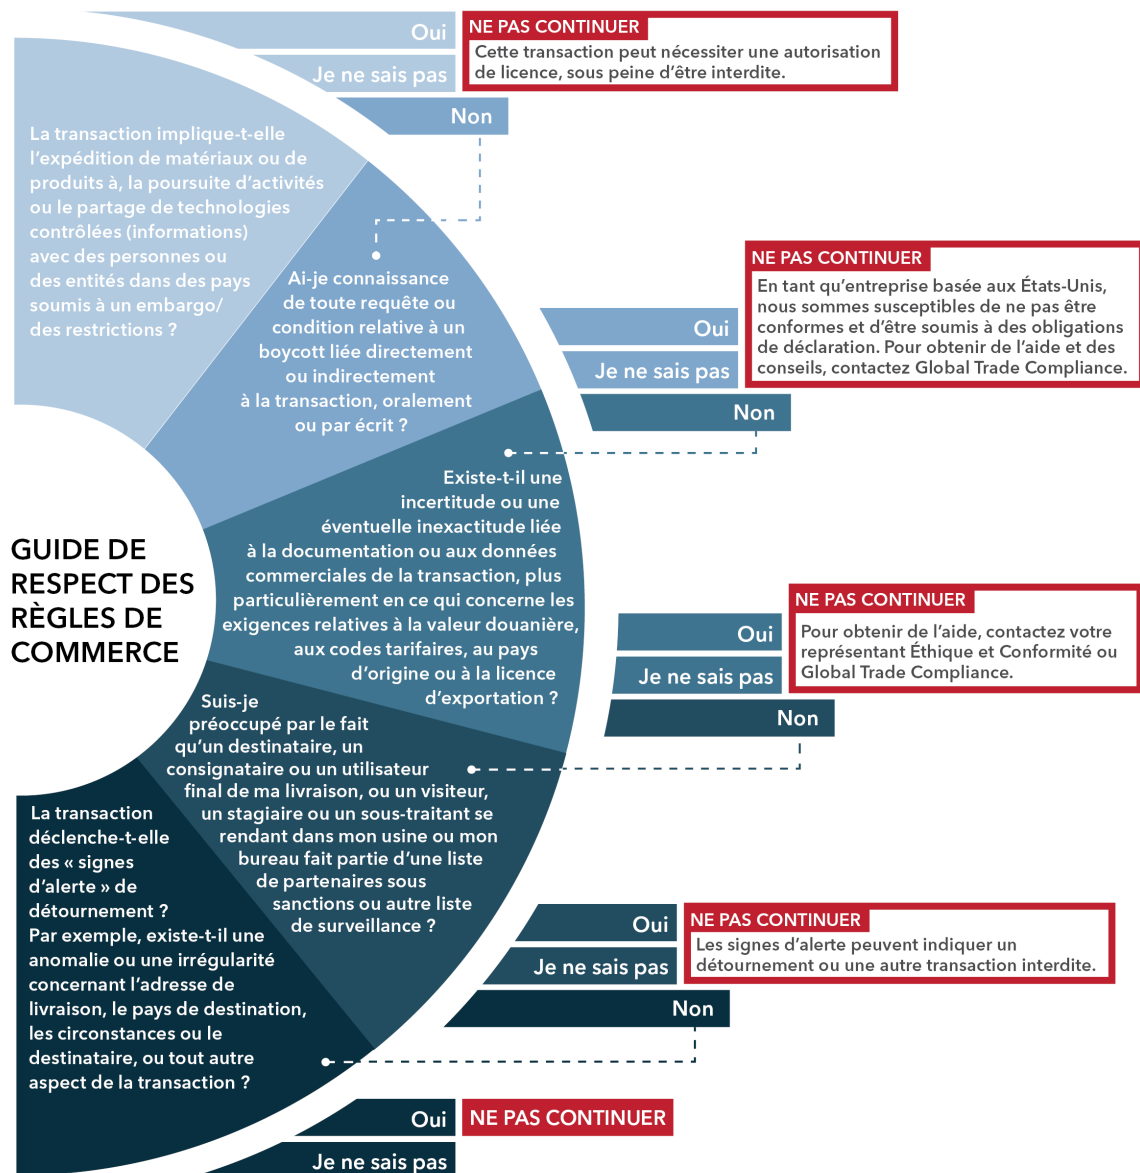 GUIDE DE
RESPECT DES
RÈGLES DE
COMMERCE
La transaction implique-t-elle
l’expédition de matériaux ou de
produits à, la poursuite d’activités
ou le partage de technologies
contrôlées (informations)
avec des personnes ou
des entités dans des pays
soumis à un embargo/
des restrictions ?
Oui
Je ne sais pas
NE PAS CONTINUER
Cette transaction peut nécessiter une autorisation
de licence, sous peine d’être interdite.
Non
Ai-je connaissance
de toute requête ou
condition relative à un
boycott liée directement
ou indirectement
à la transaction, oralement
ou par écrit ?
Oui
Je ne sais pas
NE PAS CONTINUER
En tant qu’entreprise basée aux États-Unis,
nous sommes susceptibles de ne pas être
conformes et d’être soumis à des obligations
de déclaration. Pour obtenir de l’aide et des
conseils, contactez Global Trade Compliance.
Non
Existe-t-il une
incertitude ou une
éventuelle inexactitude liée
à la documentation ou aux données
commerciales de la transaction, plus
particulièrement en ce qui concerne les
exigences relatives à la valeur douanière,
aux codes tarifaires, au pays
d’origine ou à la licence
d’exportation ?
Oui
Je ne sais pas
NE PAS CONTINUER
Pour obtenir de l’aide, contactez votre
représentant Éthique et Conformité ou
Global Trade Compliance.
Non
Suis-je
préoccupé par le fait
qu’un destinataire, un
consignataire ou un utilisateur
final de ma livraison, ou un visiteur,
un stagiaire ou un sous-traitant se
rendant dans mon usine ou mon
bureau fait partie d’une liste
de partenaires sous
sanctions ou autre liste
de surveillance ?
Oui
Je ne sais pas
NE PAS CONTINUER
Les signes d’alerte peuvent indiquer un
détournement ou une autre transaction interdite.
Non
La transaction
déclenche-t-elle
des « signes
d’alerte » de
détournement ?
Par exemple, existe-t-il une
anomalie ou une irrégularité
concernant l’adresse de
livraison, le pays de destination,
les circonstances ou le
destinataire, ou tout autre
aspect de la transaction ?
Oui
NE PAS CONTINUER
Je ne sais pas